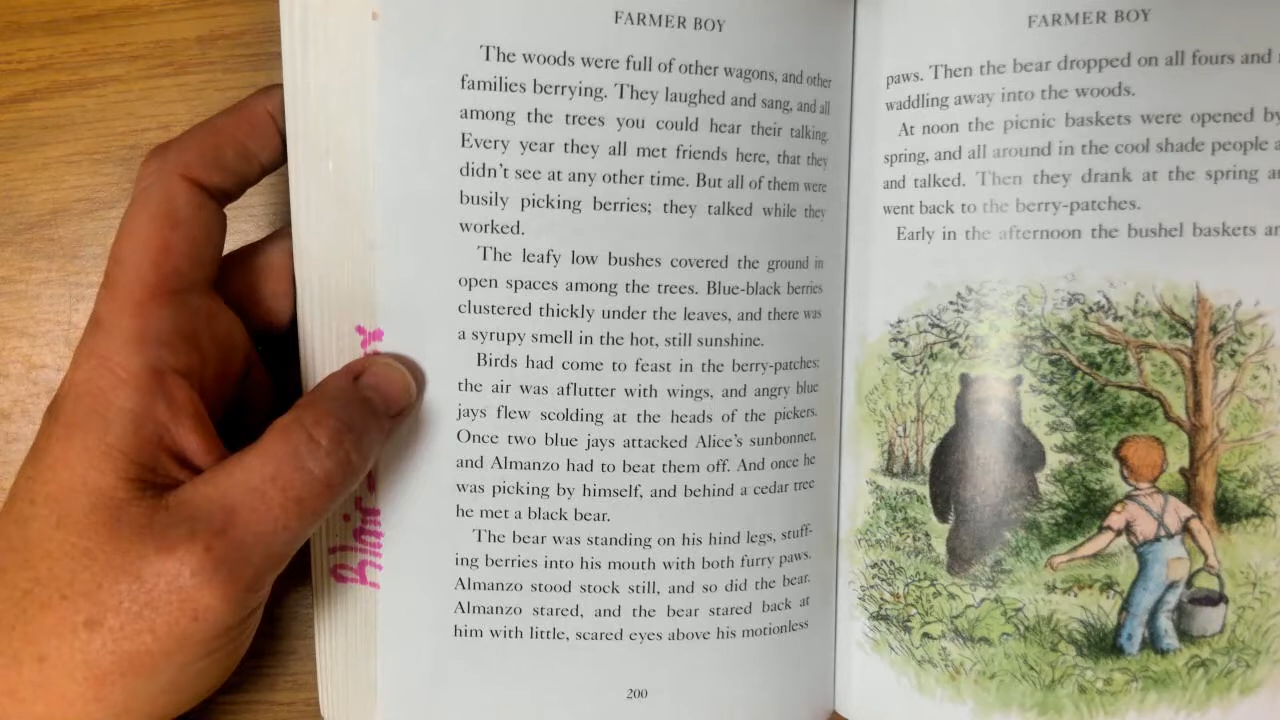 FARMER BOY
The woods were full of other wagons, and other
families berrying. They laughed and sang, and all
among the trees you could hear their talking.
Every year they all met friends here, that they
didn't see at any other time. But all of them were
busily picking berries; they talked while they
worked.
The leafy low bushes covered the ground in
open spaces among the trees. Blue-black berries
clustered thickly under the leaves, and there was
a syrupy smell in the hot, still sunshine.
Birds had come to feast in the berry-patches;
the air was aflutter with wings, and angry blue
jays flew scolding at the heads of the pickers.
Once two blue jays attacked Alice's sunbonnet,
and Almanzo had to beat them off. And once he
was picking by himself, and behind a cedar tree
he met a black bear.
The bear was standing on his hind legs, stuff-
ing berries into his mouth with both furry paws.
Almanzo stood stock still, and so did the bear.
Almanzo stared, and the bear stared back at
him with little, scared eyes above his motionless
200
FARMER BOY
paws. Then the bear dropped on all fours and
waddling away into the woods.
At noon the picnic baskets were opened by
spring, and all around in the cool shade people
and talked. Then they drank at the spring
went back to the berry-patches.
Early in the afternoon the bushel baskets
Blair